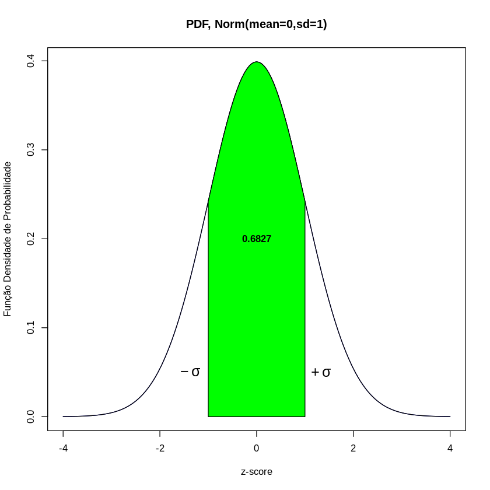 PDF, Norm(mean=0,sd=1)
Função Densidade de Probabilidade
0.4
0.3
0.2
0.1
0.0
0.6827
− σ
+ σ
-4
-2
0
2
4
z-score